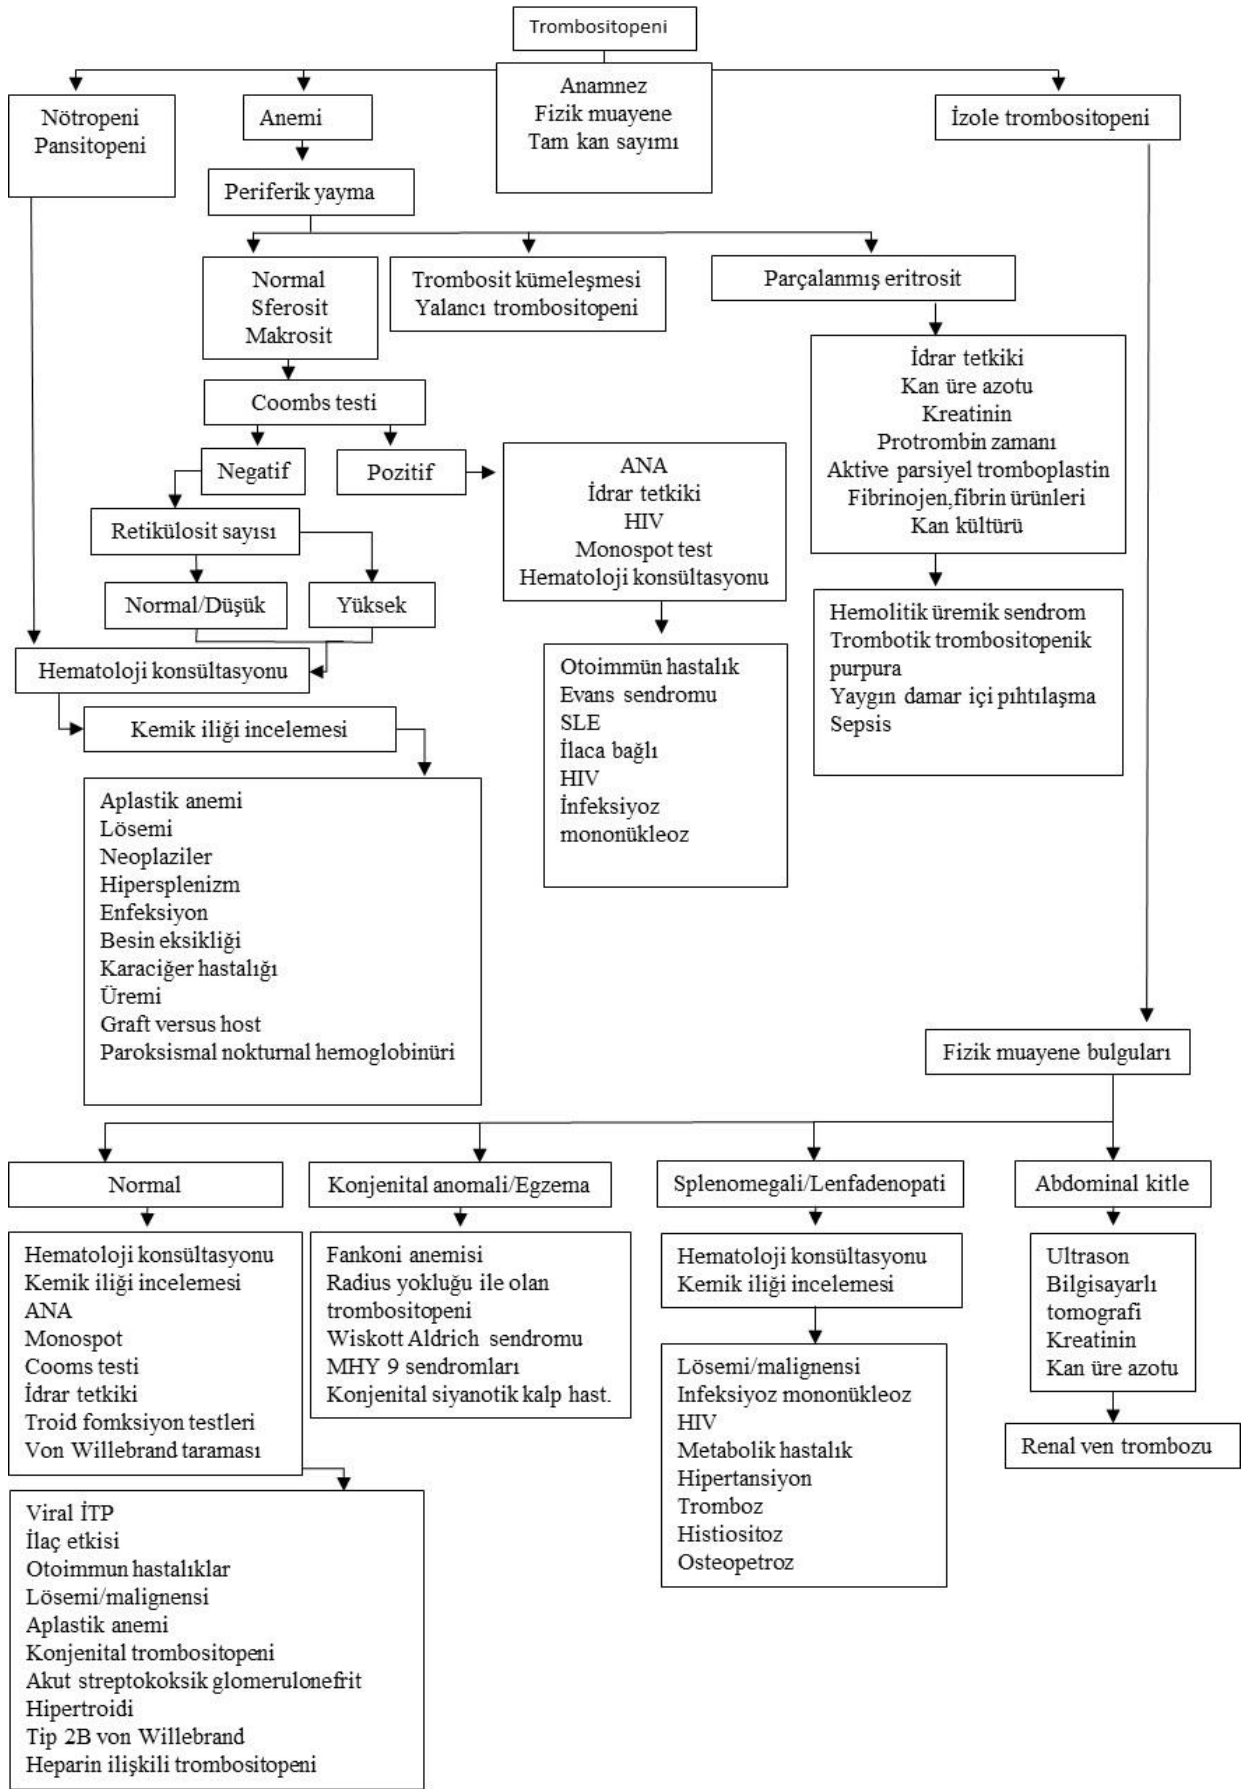 Trombositopeni
Anamnez
Fizik muayene
Tam kan sayımı
Nötropeni
Pansitopeni
Anemi
İzole trombositopeni
Periferik yayma
Normal
Sferosit
Makrosit
Trombosit kümeleşmesi
Yalancı trombositopeni
Parçalanmış eritrosit
Coombs testi
Negatif
Pozitif
ANA
İdrar tetkiki
HIV
Monospot test
Hematoloji konsültasyonu
İdrar tetkiki
Kan üre azotu
Kreatinin
Protrombin zamanı
Aktive parsiyel tromboplastin
Fibrinojen,fibrin ürünleri
Kan kültürü
Retikülosit sayısı
Normal/Düşük
Yüksek
Hematoloji konsültasyonu
Kemik iliği incelemesi
Otoimmün hastalık
Evans sendromu
SLE
İlaca bağlı
HIV
İnfeksiyoz
mononükleoz
Hemolitik üremik sendrom
Trombotik trombositopenik
purpura
Yaygın damar içi pıhtılaşma
Sepsis
Aplastik anemi
Lösemi
Neoplaziler
Hipersplenizm
Enfeksiyon
Besin eksikliği
Karaciğer hastalığı
Üremi
Graft versus host
Paroksismal nokturnal hemoglobinüri
Fizik muayene bulguları
Normal
Konjenital anomali/Egzema
Splenomegali/Lenfadenopati
Abdominal kitle
Hematoloji konsültasyonu
Kemik iliği incelemesi
ANA
Monospot
Cooms testi
İdrar tetkiki
Troid fomksiyon testleri
Von Willebrand taraması
Fankoni anemisi
Radius yokluğu ile olan
trombositopeni
Wiskott Aldrich sendromu
MHY 9 sendromları
Konjenital siyanotik kalp hast.
Hematoloji konsültasyonu
Kemik iliği incelemesi
Ultrason
Bilgisayarlı
tomografi
Kreatinin
Kan üre azotu
Lösemi/malignensi
Infeksiyoz mononükleoz
HIV
Metabolik hastalık
Hipertansiyon
Tromboz
Histiositoz
Osteopetroz
Renal ven trombozu
Viral İTP
İlaç etkisi
Otoimmun hastalıklar
Lösemi/malignensi
Aplastik anemi
Konjenital trombositopeni
Akut streptokoksik glomerulonefrit
Hipertroidi
Tip 2B von Willebrand
Heparin ilişkili trombositopeni